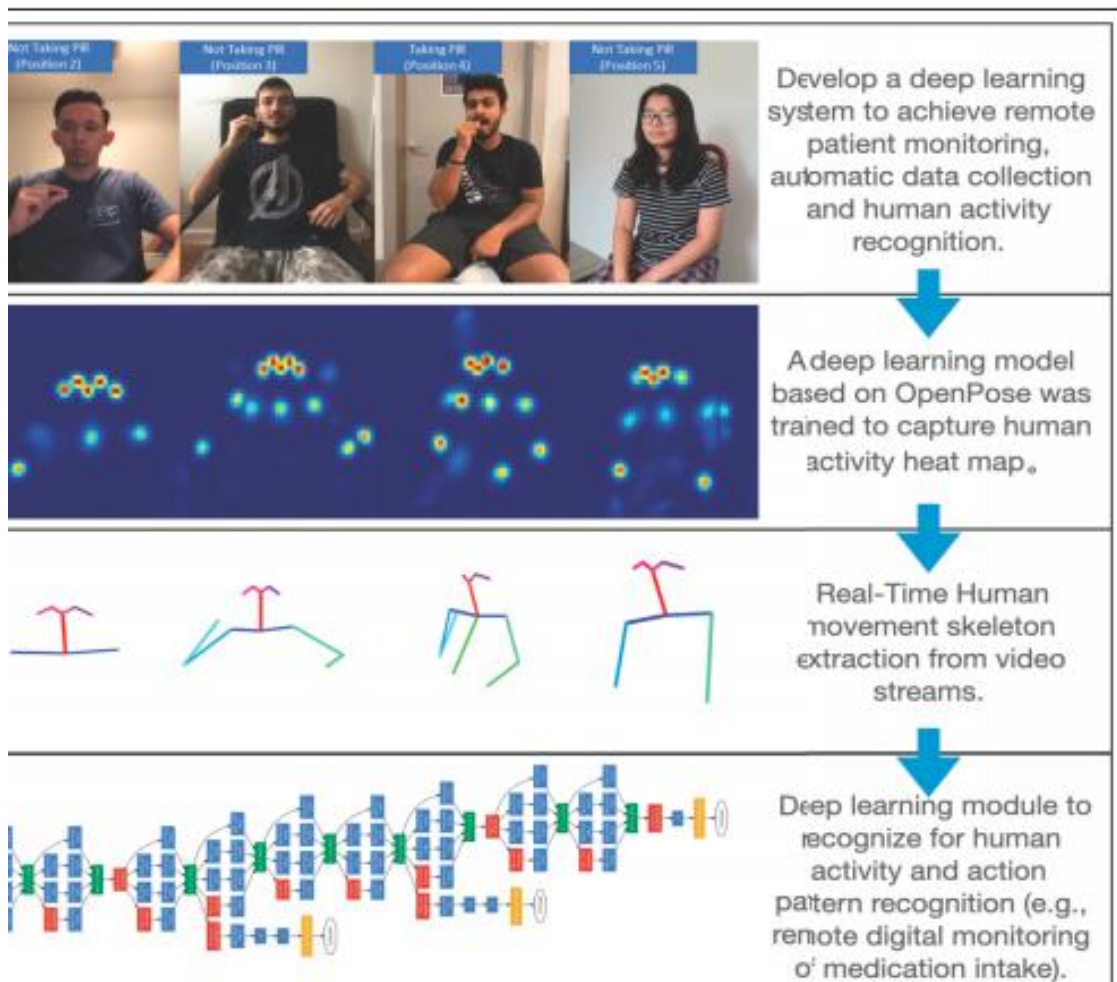 Not Taking Pill
(Position 2)
Not Taking Pill
(Position 3)
Taking Pill
(Position 4)
Not Taking Pill
(Position 5)
Develop a deep learning
system to achieve remote
patient monitoring,
automatic data collection
and human activity
recognition.
A deep learning model
based on OpenPose was
trained to capture human
activity heat map。
Real-Time Human
movement skeleton
extraction from video
streams.
Deep learning module to
recognize for human
activity and action
pattern recognition (e.g.,
remote digital monitoring
of medication intake).